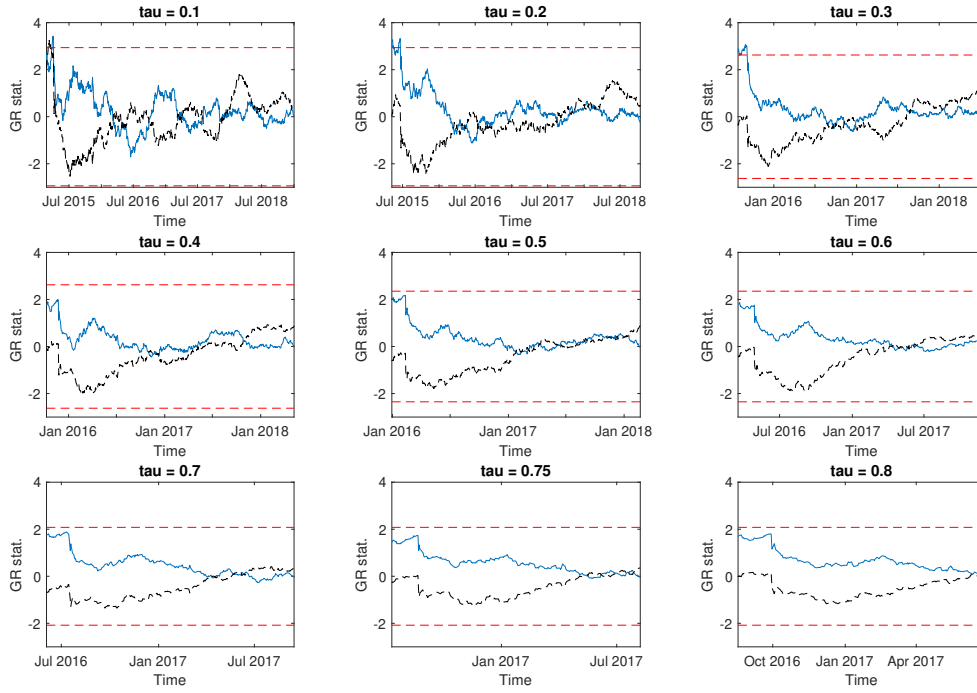 tau = 0.1 tau = 0.2 tau = 0.3
4 4 4
2 2 2
0 0 0
-2 -2 -2
GR stat. GR stat. GR stat.
Jul 2015 Jul 2016 Jul 2017 Jul 2018 Jul 2015 Jul 2016 Jul 2017 Jul 2018 Jan 2016 Jan 2017 Jan 2018
Time Time Time
tau = 0.4 tau = 0.5 tau = 0.6
4 4 4
2 2 2
0 0 0
-2 -2 -2
GR stat. GR stat. GR stat.
Jan 2016 Jan 2017 Jan 2018 Jan 2016 Jan 2017 Jan 2018 Jul 2016 Jan 2017 Jul 2017
Time Time Time
tau = 0.7 tau = 0.75 tau = 0.8
4 4 4
2 2 2
0 0 0
-2 -2 -2
GR stat. GR stat. GR stat.
Jul 2016 Jan 2017 Jul 2017 Jan 2017 Jul 2017 Oct 2016 Jan 2017 Apr 2017
Time Time Time